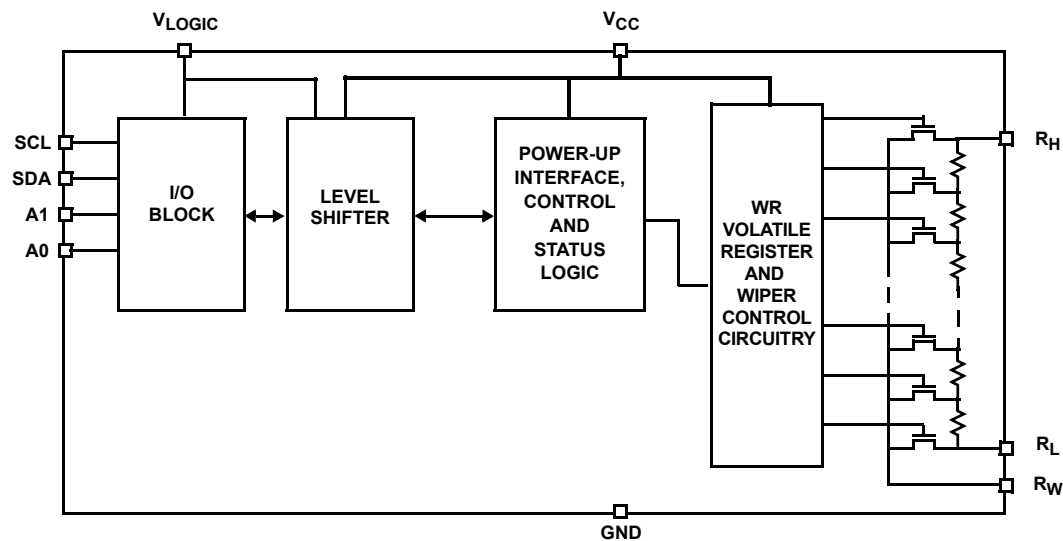 VLOGIC
VCC
SCL
SDA
A1
A0
I/O
BLOCK
LEVEL
SHIFTER
POWER-UP
INTERFACE,
CONTROL
AND
STATUS
LOGIC
WR
VOLATILE
REGISTER
AND
WIPER
CONTROL
CIRCUITRY
RH
RL
RW
GND